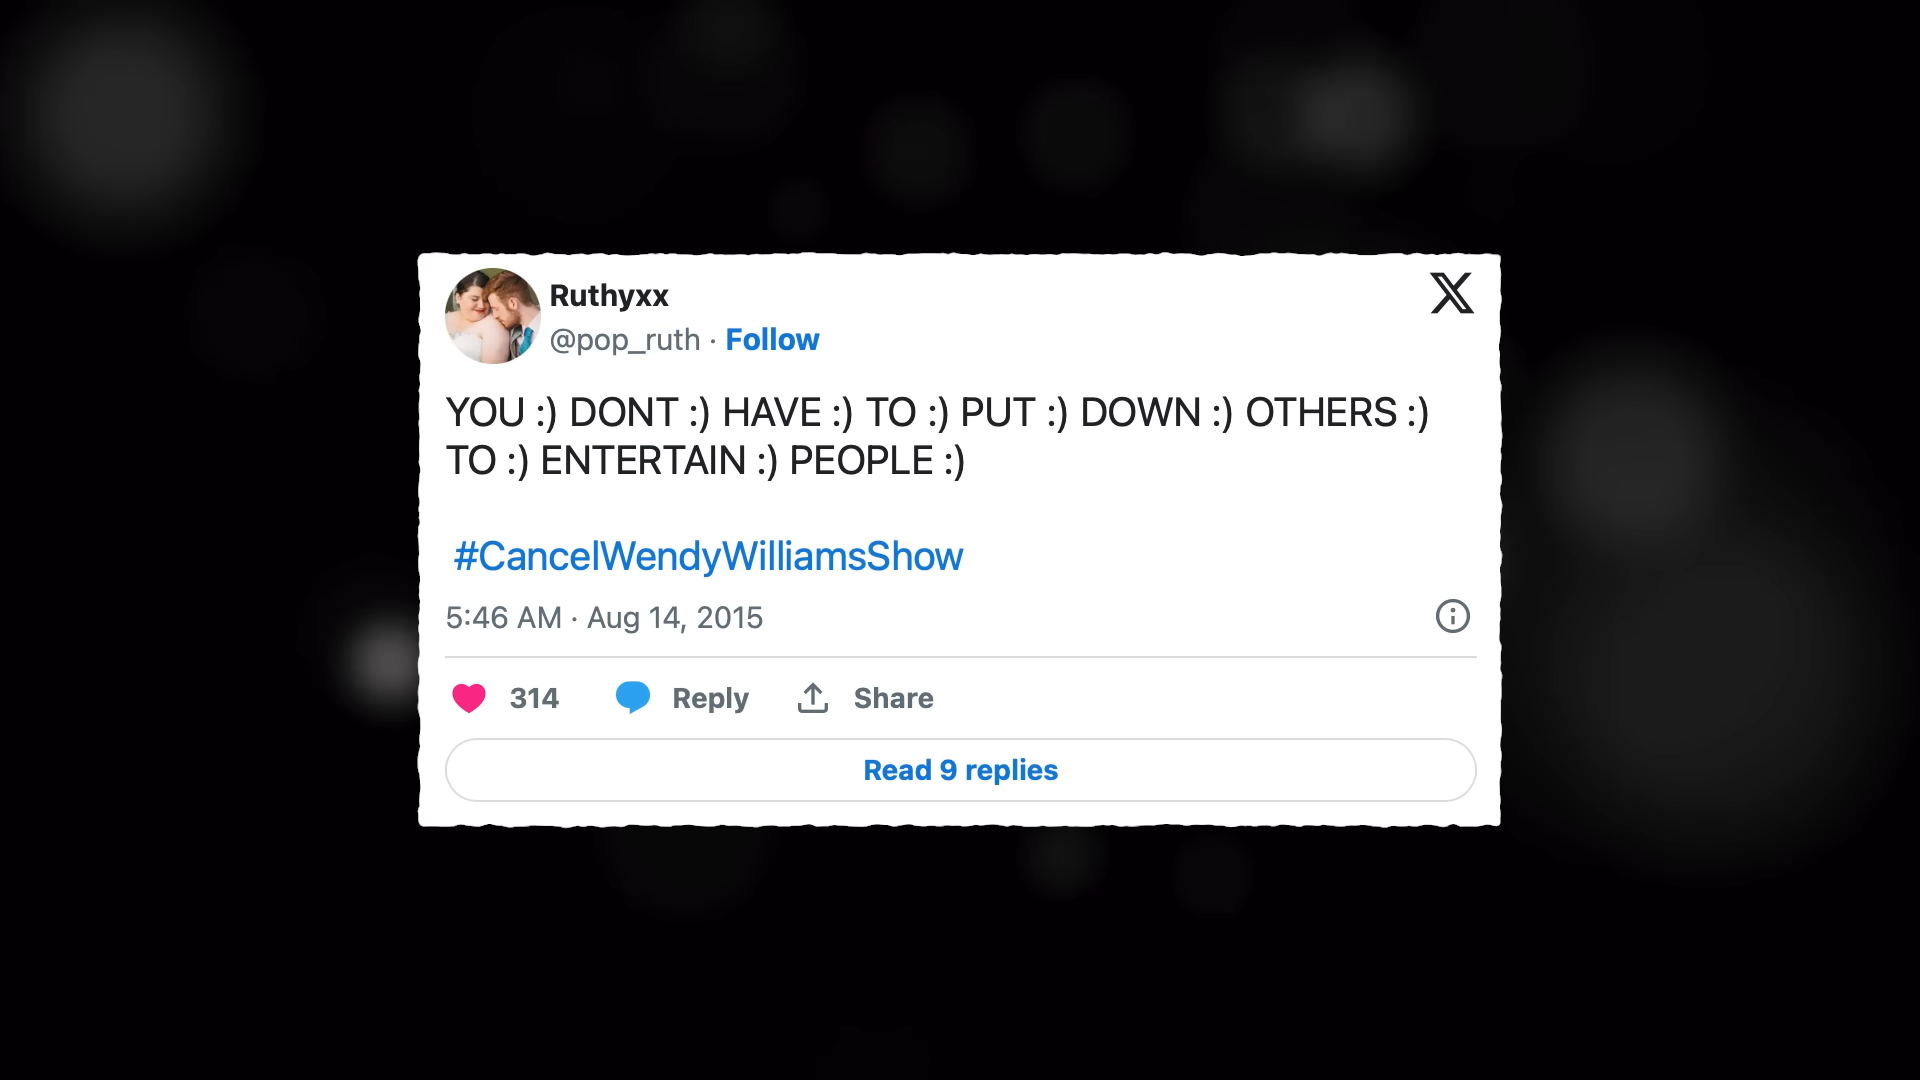 Ruthyxx
@pop_ruth · Follow
YOU :) DONT :) HAVE :) TO :) PUT :) DOWN :) OTHERS :)
TO :) ENTERTAIN :) PEOPLE :)
#CancelWendyWilliamsShow
5:46 AM · Aug 14, 2015
314 Reply Share
Read 9 replies